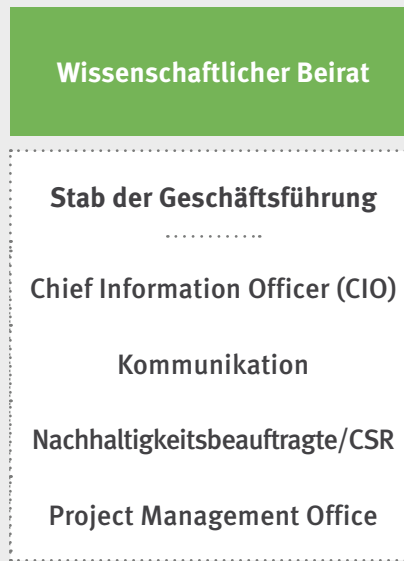 Wissenschaftlicher Beirat
Stab der Geschäftsführung
Chief Information Officer (CIO)
Kommunikation
Nachhaltigkeitsbeauftragte/CSR
Project Management Office